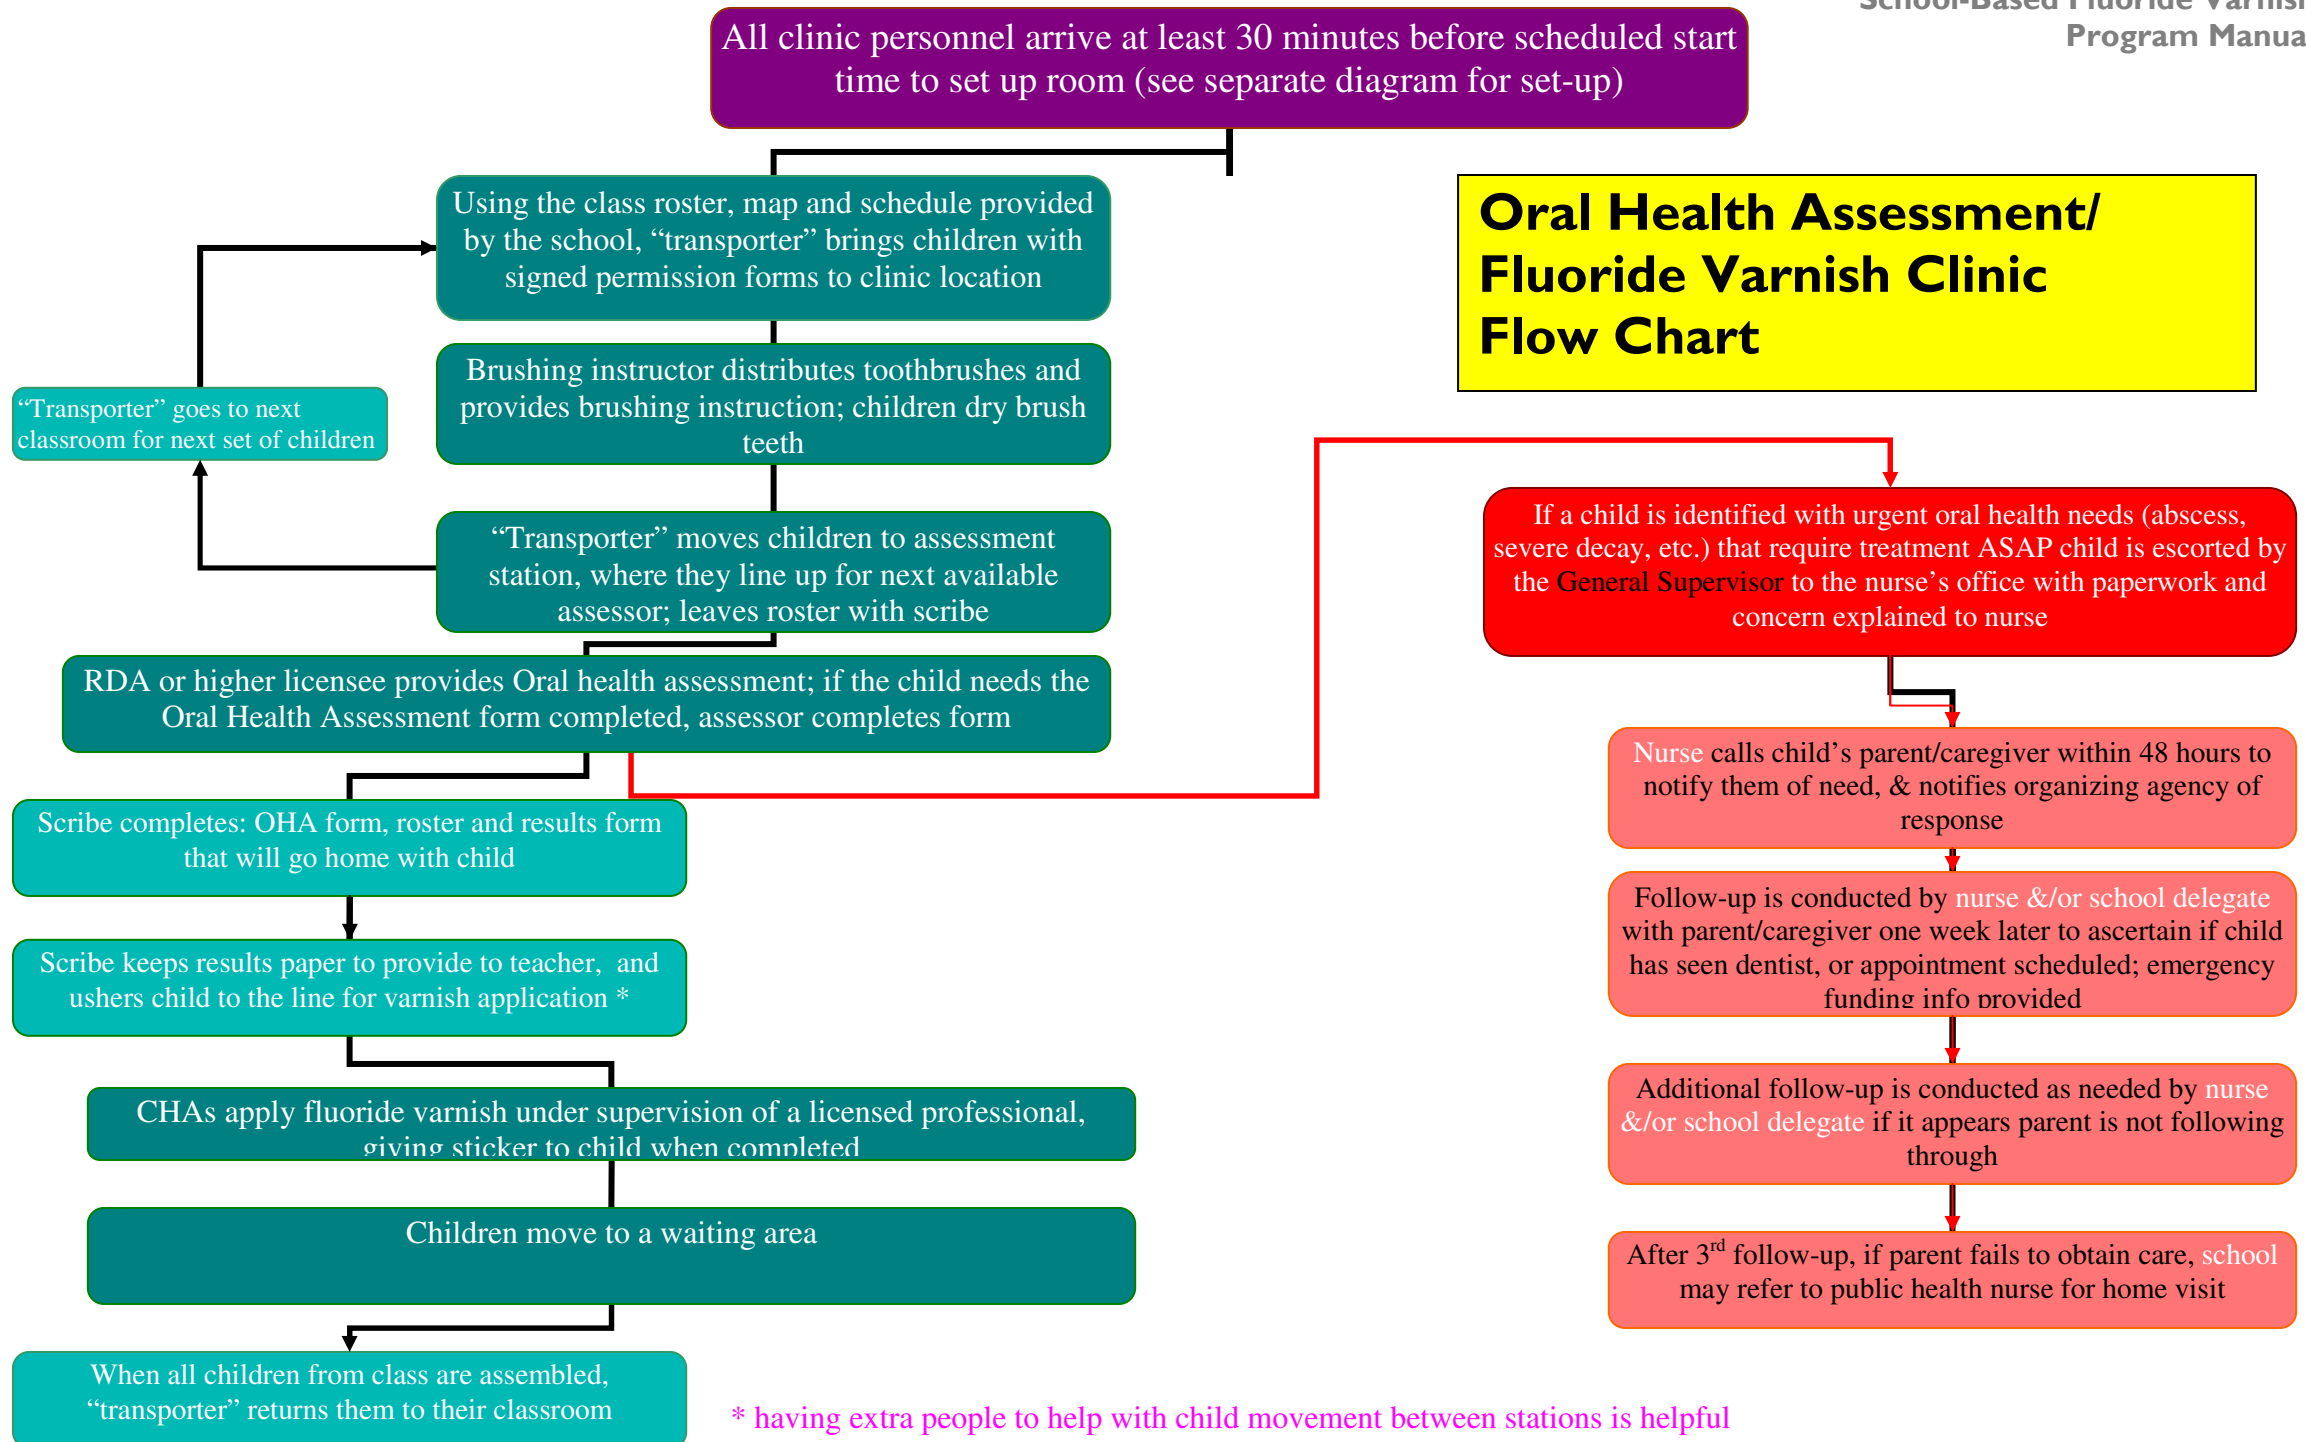 School-Based Fluoride Varnish
Program Manua
All clinic personnel arrive at least 30 minutes before scheduled start
time to set up room (see separate diagram for set-up)
Using the class roster, map and schedule provided
by the school, “transporter” brings children with
signed permission forms to clinic location
Oral Health Assessment/
Fluoride Varnish Clinic
Flow Chart
Brushing instructor distributes toothbrushes and
provides brushing instruction; children dry brush
teeth
“Transporter” goes to next
classroom for next set of children
“Transporter” moves children to assessment
station, where they line up for next available
assessor; leaves roster with scribe
RDA or higher licensee provides Oral health assessment; if the child needs the
Oral Health Assessment form completed, assessor completes form
Scribe completes: OHA form, roster and results form
that will go home with child
Scribe keeps results paper to provide to teacher,  and
ushers child to the line for varnish application *
CHAs apply fluoride varnish under supervision of a licensed professional,
giving sticker to child when completed
Children move to a waiting area
When all children from class are assembled,
“transporter” returns them to their classroom
If a child is identified with urgent oral health needs (abscess,
severe decay, etc.) that require treatment ASAP child is escorted by
the General Supervisor to the nurse’s office with paperwork and
concern explained to nurse
Nurse calls child’s parent/caregiver within 48 hours to
notify them of need, & notifies organizing agency of
response
Follow-up is conducted by nurse &/or school delegate
with parent/caregiver one week later to ascertain if child
has seen dentist, or appointment scheduled; emergency
funding info provided
Additional follow-up is conducted as needed by nurse
&/or school delegate if it appears parent is not following
through
After 3rd follow-up, if parent fails to obtain care, school
may refer to public health nurse for home visit
* having extra people to help with child movement between stations is helpful